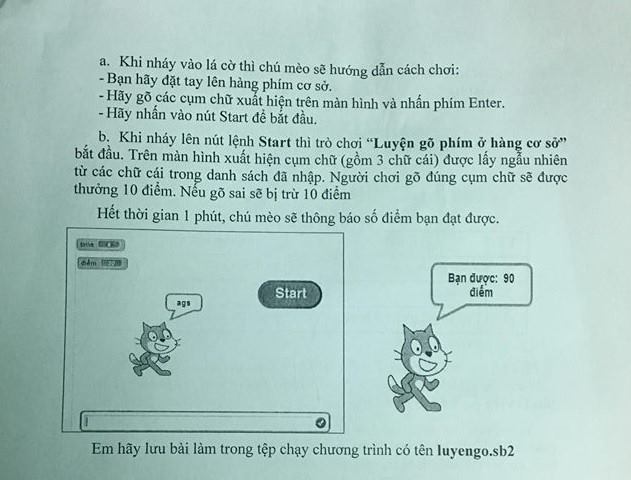 a. Khi nháy vào lá cờ thì chú mèo sẽ hướng dẫn cách chơi:
- Bạn hãy đặt tay lên hàng phím cơ sở.
- Hãy gõ các cụm chữ xuất hiện trên màn hình và nhấn phím Enter.
- Hãy nhấn vào nút Start để bắt đầu.
b. Khi nháy lên nút lệnh Start thì trò chơi “Luyện gõ phím ở hàng cơ sở”
bắt đầu. Trên màn hình xuất hiện cụm chữ (gồm 3 chữ cái) được lấy ngẫu nhiên
từ các chữ cái trong danh sách đã nhập. Người chơi gõ đúng cụm chữ sẽ được
thưởng 10 điểm. Nếu gõ sai sẽ bị trừ 10 điểm
Hết thời gian 1 phút, chú mèo sẽ thông báo số điểm bạn đạt được.
điểm
ags
Start
Bạn được: 90
điểm
Em hãy lưu bài làm trong tệp chạy chương trình có tên luyengo.sb2